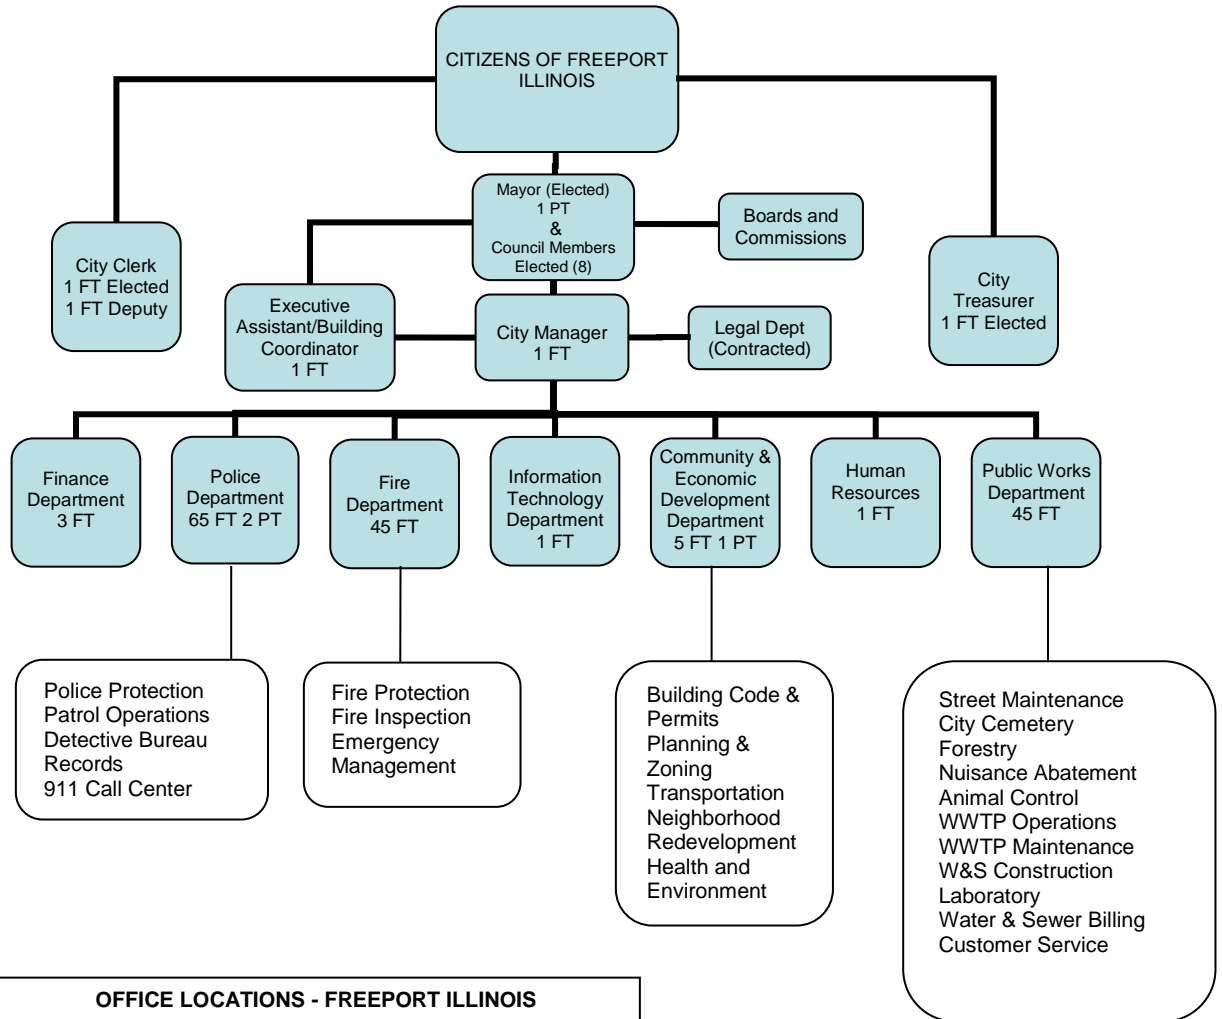 CITIZENS OF FREEPORT
ILLINOIS
Mayor (Elected)
1 PT
&
Council Members
Elected (8)
Boards and
Commissions
City Clerk
1 FT Elected
1 FT Deputy
City
Treasurer
1 FT Elected
Executive
Assistant/Building
Coordinator
1 FT
City Manager
1 FT
Legal Dept
(Contracted)
Finance
Department
3 FT
Police
Department
65 FT 2 PT
Fire
Department
45 FT
Information
Technology
Department
1 FT
Community &
Economic
Development
Department
5 FT 1 PT
Human
Resources
1 FT
Public Works
Department
45 FT
Police Protection
Patrol Operations
Detective Bureau
Records
911 Call Center
Fire Protection
Fire Inspection
Emergency
Management
Building Code &
Permits
Planning &
Zoning
Transportation
Neighborhood
Redevelopment
Health and
Environment
Street Maintenance
City Cemetery
Forestry
Nuisance Abatement
Animal Control
WWTP Operations
WWTP Maintenance
W&S Construction
Laboratory
Water & Sewer Billing
Customer Service
OFFICE LOCATIONS - FREEPORT ILLINOIS